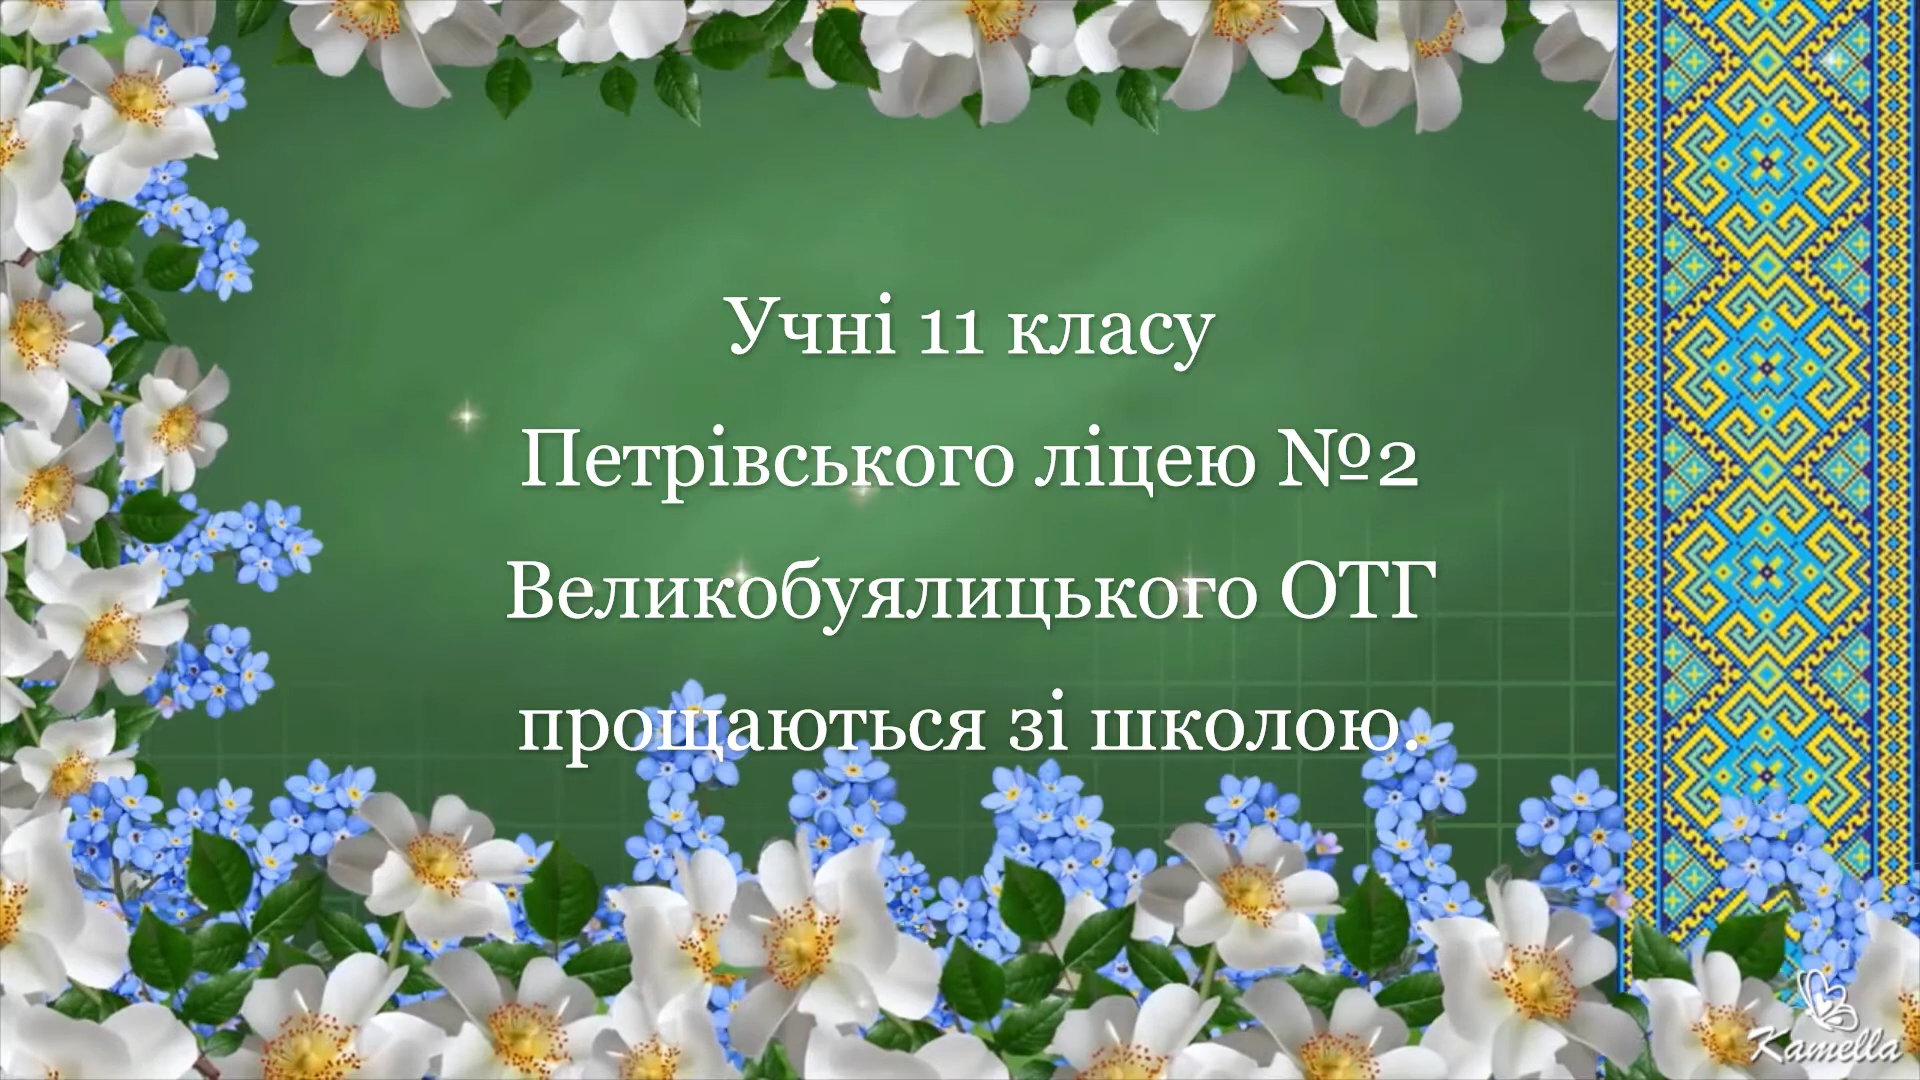 Учні 11 класу
Петрівського ліцею №2
Великобуялицького ОТГ
прощаються зі школою.
Kamella